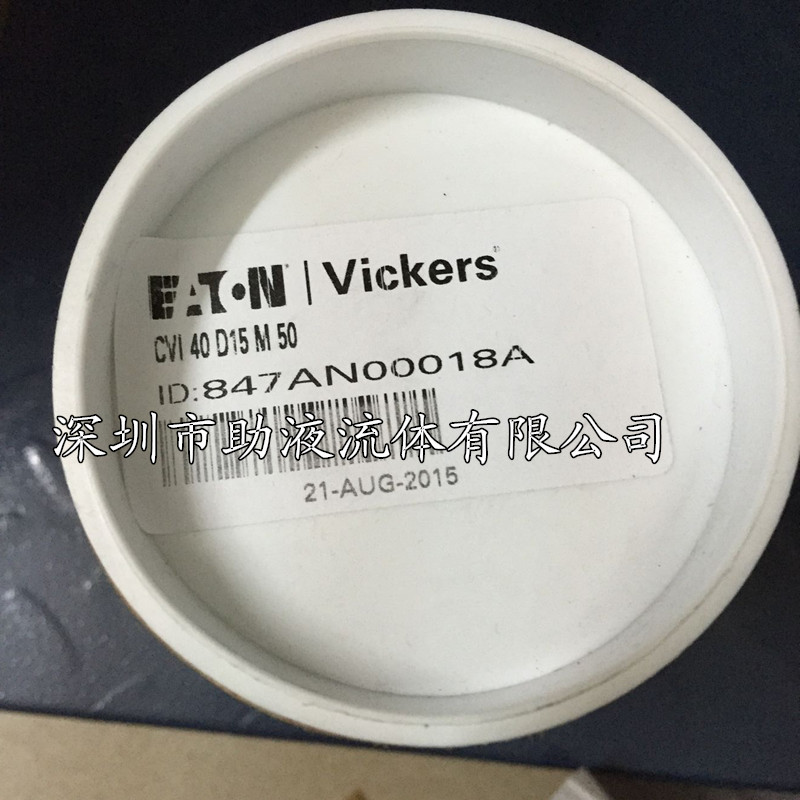 EATON | Vickers
CVI 40 D15 M 50
ID:847AN00018A
深圳市助液流体有限公司
21-AUG-2015